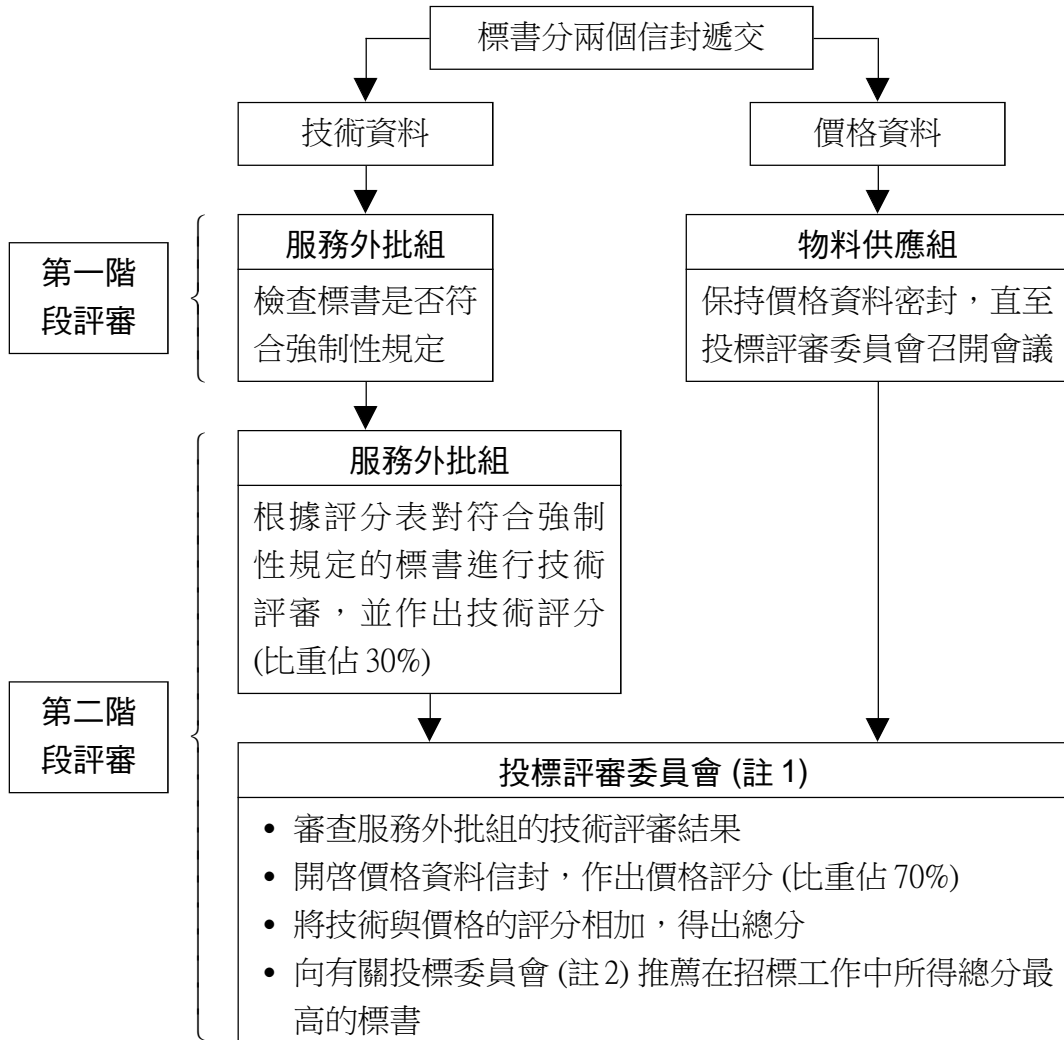 標書分兩個信封遞交
技術資料
價格資料
第一階
段評審
服務外批組
檢查標書是否符
合強制性規定
物料供應組
保持價格資料密封，直至
投標評審委員會召開會議
第二階
段評審
服務外批組
根據評分表對符合強制
性規定的標書進行技術
評審，並作出技術評分
(比重佔 30%)
投標評審委員會 (註 1)
• 審查服務外批組的技術評審結果
• 開啓價格資料信封，作出價格評分 (比重佔 70%)
• 將技術與價格的評分相加，得出總分
• 向有關投標委員會 (註 2) 推薦在招標工作中所得總分最
高的標書